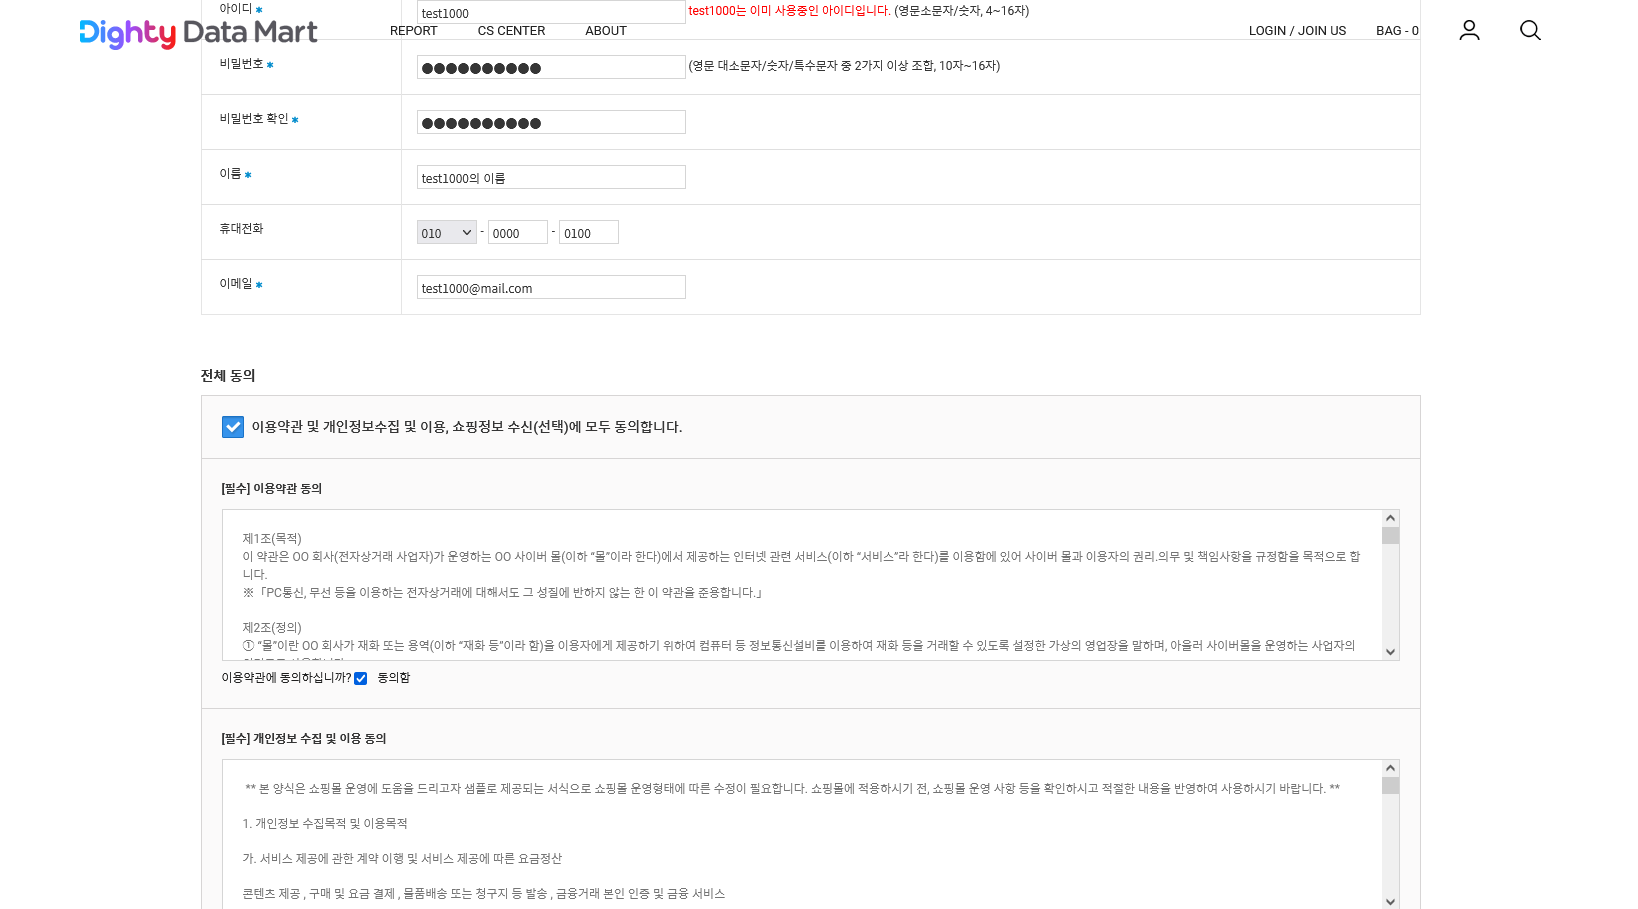 아이디 *
test1000 test1000는 이미 사용중인 아이디입니다. (영문소문자/숫자, 4~16자)
Dighty Data Mart REPORT CS CENTER ABOUT LOGIN / JOIN US BAG - 0
비밀번호 * ●●●●●●●●●● (영문 대소문자/숫자/특수문자 중 2가지 이상 조합, 10자~16자)
비밀번호 확인 * ●●●●●●●●●●
이름 * test1000의 이름
휴대전화 010 - 0000 - 0100
이메일 * test1000@mail.com
전체 동의
이용약관 및 개인정보수집 및 이용, 쇼핑정보 수신(선택)에 모두 동의합니다.
[필수] 이용약관 동의
제1조(목적)
이 약관은 OO 회사(전자상거래 사업자)가 운영하는 OO 사이버 몰(이하 “몰”이라 한다)에서 제공하는 인터넷 관련 서비스(이하 “서비스”라 한다)를 이용함에 있어 사이버 몰과 이용자의 권리.의무 및 책임사항을 규정함을 목적으로 합
니다.
※「PC통신, 무선 등을 이용하는 전자상거래에 대해서도 그 성질에 반하지 않는 한 이 약관을 준용합니다.」
제2조(정의)
① “몰”이란 OO 회사가 재화 또는 용역(이하 “재화 등”이라 함)을 이용자에게 제공하기 위하여 컴퓨터 등 정보통신설비를 이용하여 재화 등을 거래할 수 있도록 설정한 가상의 영업장을 말하며, 아울러 사이버몰을 운영하는 사업자의
이용약관에 동의하십니까? 동의함
[필수] 개인정보 수집 및 이용 동의
** 본 양식은 쇼핑몰 운영에 도움을 드리고자 샘플로 제공되는 서식으로 쇼핑몰 운영형태에 따른 수정이 필요합니다. 쇼핑몰에 적용하시기 전, 쇼핑몰 운영 사항 등을 확인하시고 적절한 내용을 반영하여 사용하시기 바랍니다. **
1. 개인정보 수집목적 및 이용목적
가. 서비스 제공에 관한 계약 이행 및 서비스 제공에 따른 요금정산
콘텐츠 제공 , 구매 및 요금 결제 , 물품배송 또는 청구지 등 발송 , 금융거래 본인 인증 및 금융 서비스